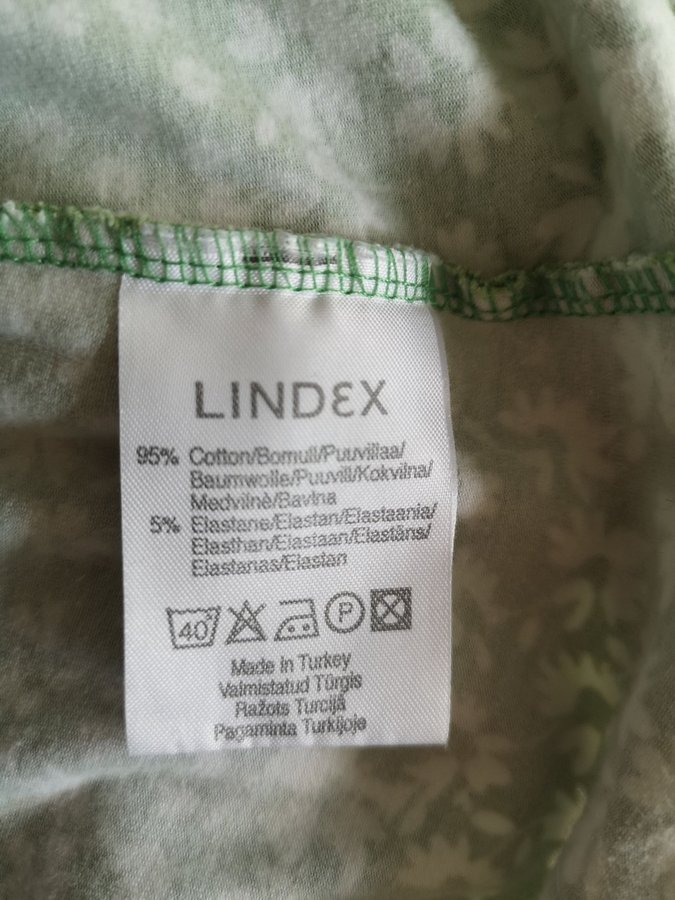 LINDEX
95% Cotton/Bomull/Puuvillaa/
Baumwolle/Puuvill/Kokvilna/
Medvilnė/Bavlna
5% Elastane/Elastan/Elastaania/
Elasthan/Elastaan/Elastāns/
Elastanas/Elastan
40 P
Made in Turkey
Valmistatud Türgis
Ražots Turcijā
Pagaminta Turkijoje